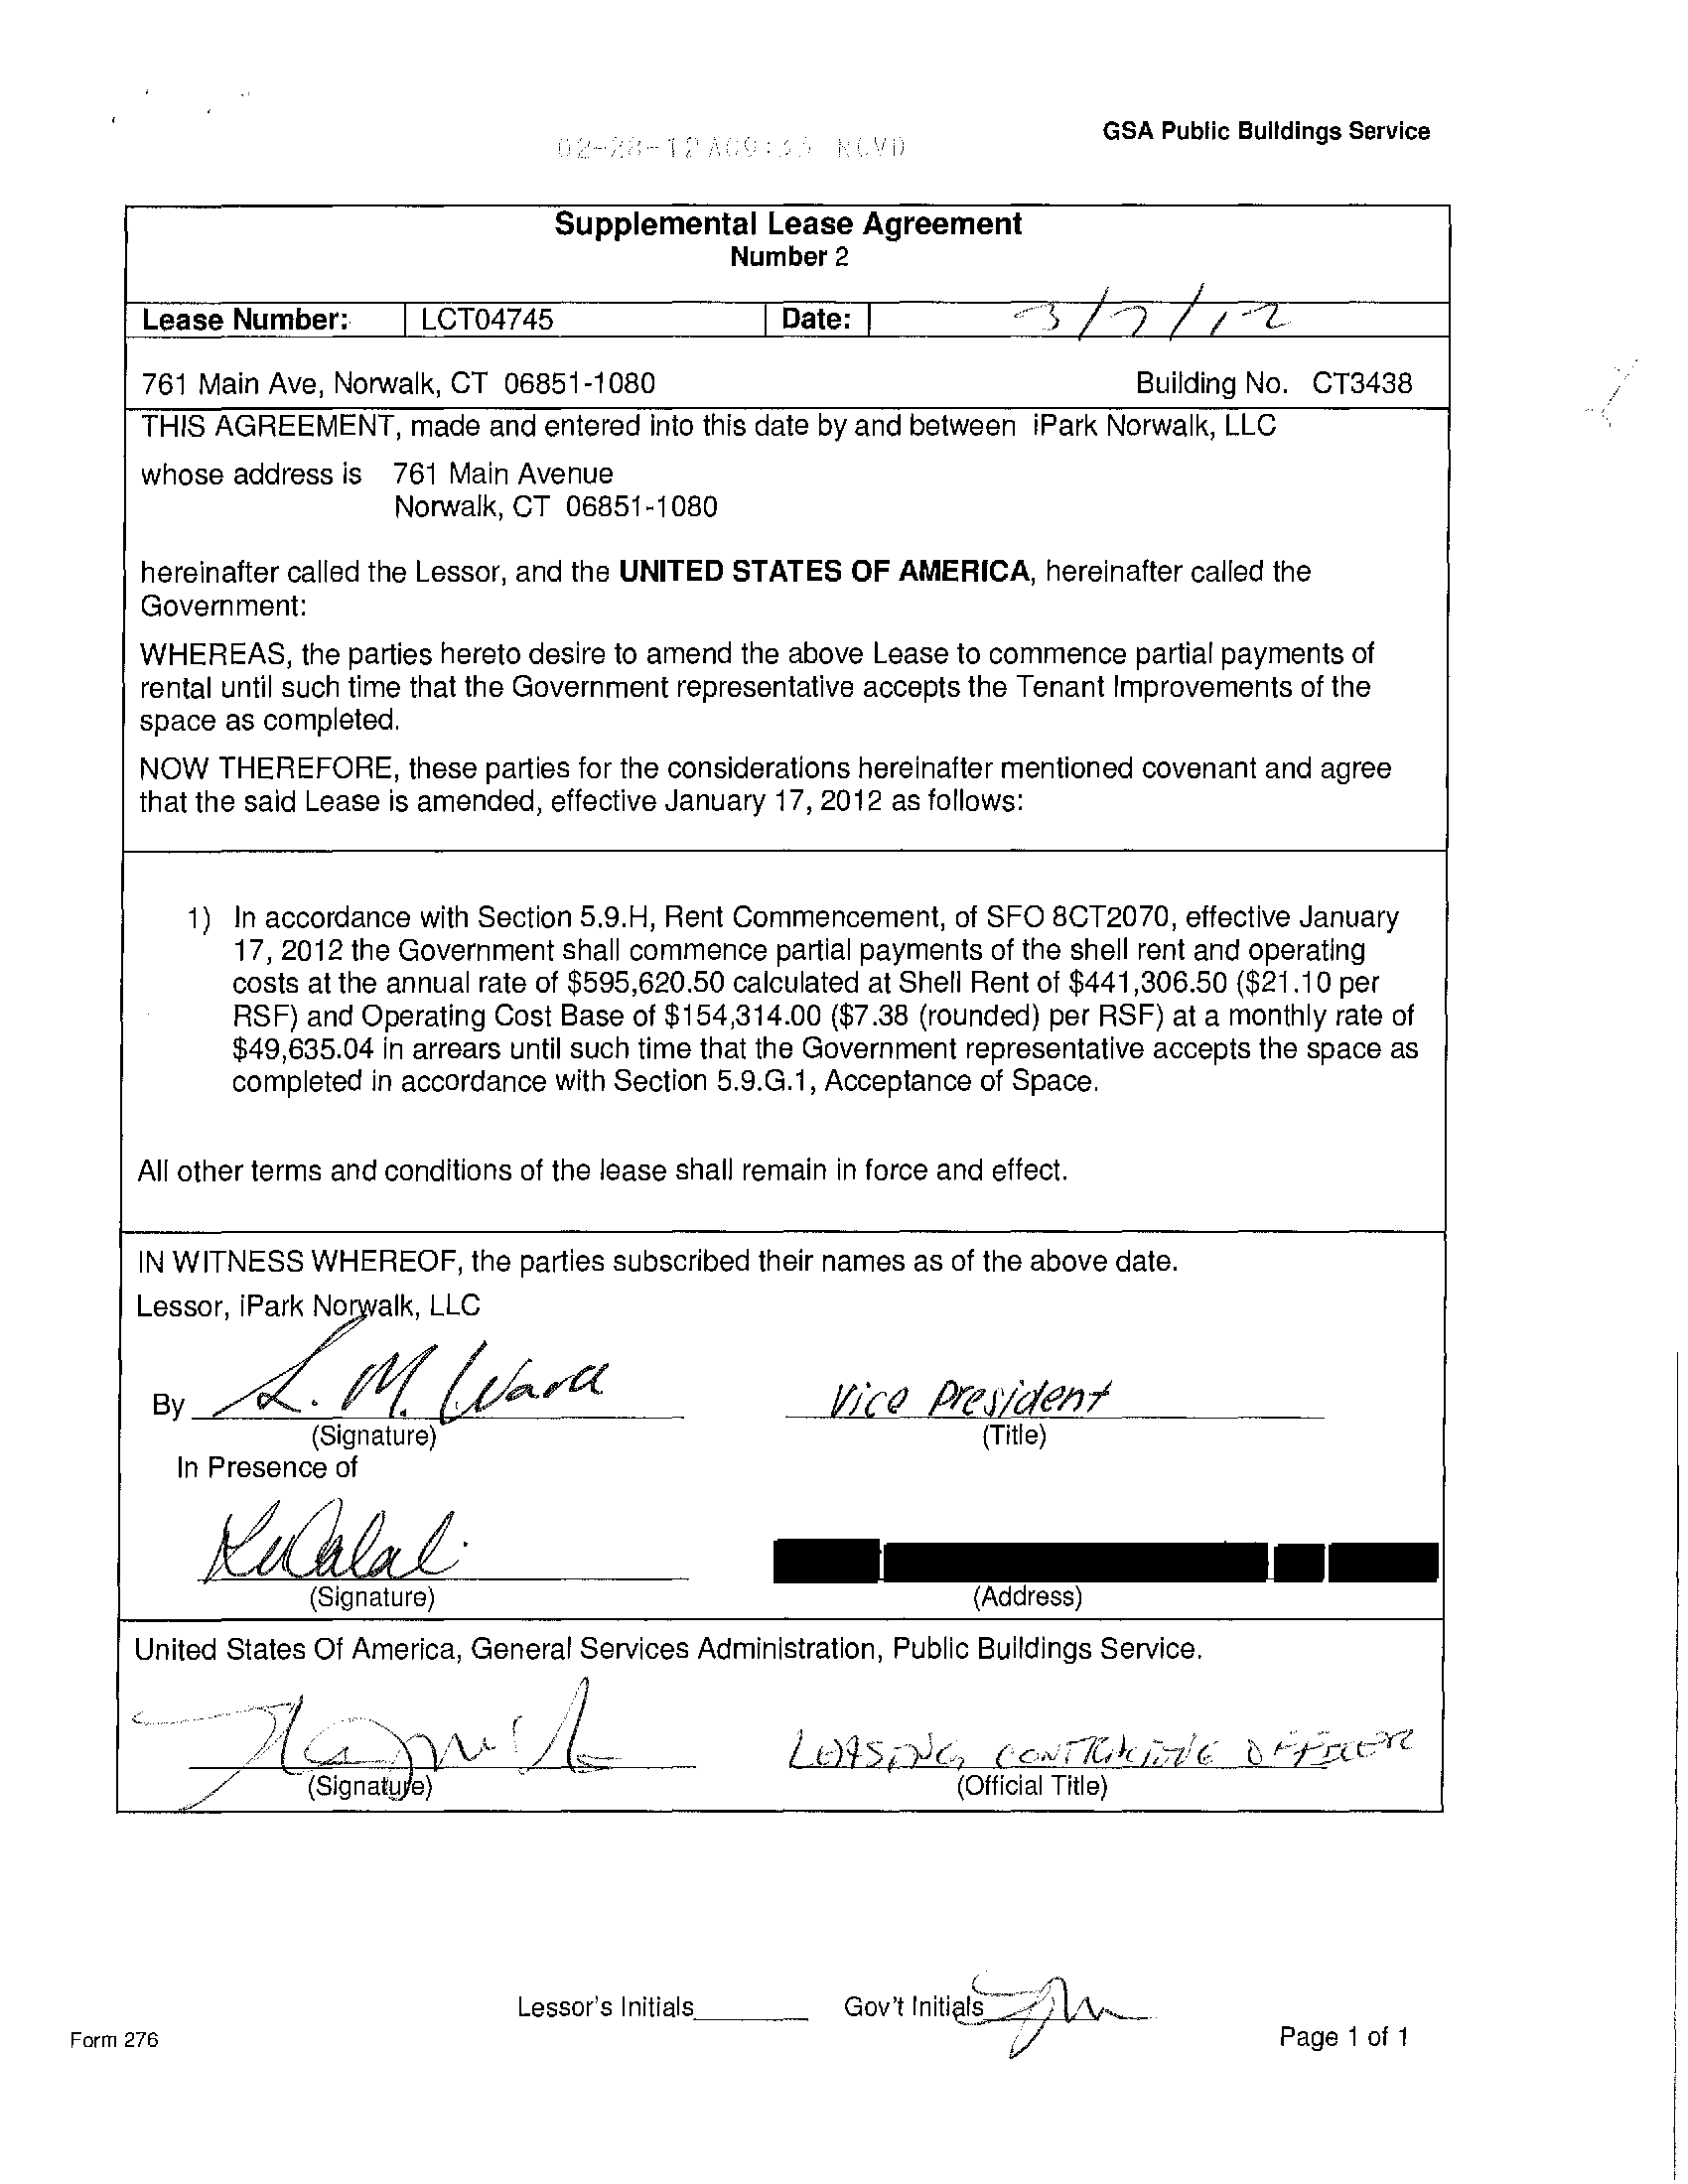 GSA Public Buildings Service
Supplemental Lease Agreement
Number 2
Lease Number: LCT04745 Date: 3/7/12
761 Main Ave, Norwalk, CT 06851-1080 Building No. CT3438
THIS AGREEMENT, made and entered into this date by and between iPark Norwalk, LLC
whose address is 761 Main Avenue
Norwalk, CT 06851-1080
hereinafter called the Lessor, and the UNITED STATES OF AMERICA, hereinafter called the
Government:
WHEREAS, the parties hereto desire to amend the above Lease to commence partial payments of
rental until such time that the Government representative accepts the Tenant Improvements of the
space as completed.
NOW THEREFORE, these parties for the considerations hereinafter mentioned covenant and agree
that the said Lease is amended, effective January 17, 2012 as follows:
1) In accordance with Section 5.9.H, Rent Commencement, of SFO 8CT2070, effective January
17, 2012 the Government shall commence partial payments of the shell rent and operating
costs at the annual rate of $595,620.50 calculated at Shell Rent of $441,306.50 ($21.10 per
RSF) and Operating Cost Base of $154,314.00 ($7.38 (rounded) per RSF) at a monthly rate of
$49,635.04 in arrears until such time that the Government representative accepts the space as
completed in accordance with Section 5.9.G.1, Acceptance of Space.
All other terms and conditions of the lease shall remain in force and effect.
IN WITNESS WHEREOF, the parties subscribed their names as of the above date.
Lessor, iPark Norwalk, LLC
By L. M. Ward Vice President
(Signature) (Title)
In Presence of
(Signature) (Address)
United States Of America, General Services Administration, Public Buildings Service.
LEASING CONTRACTING OFFICER
(Signature) (Official Title)
Lessor's Initials Gov't Initials
Form 276 Page 1 of 1